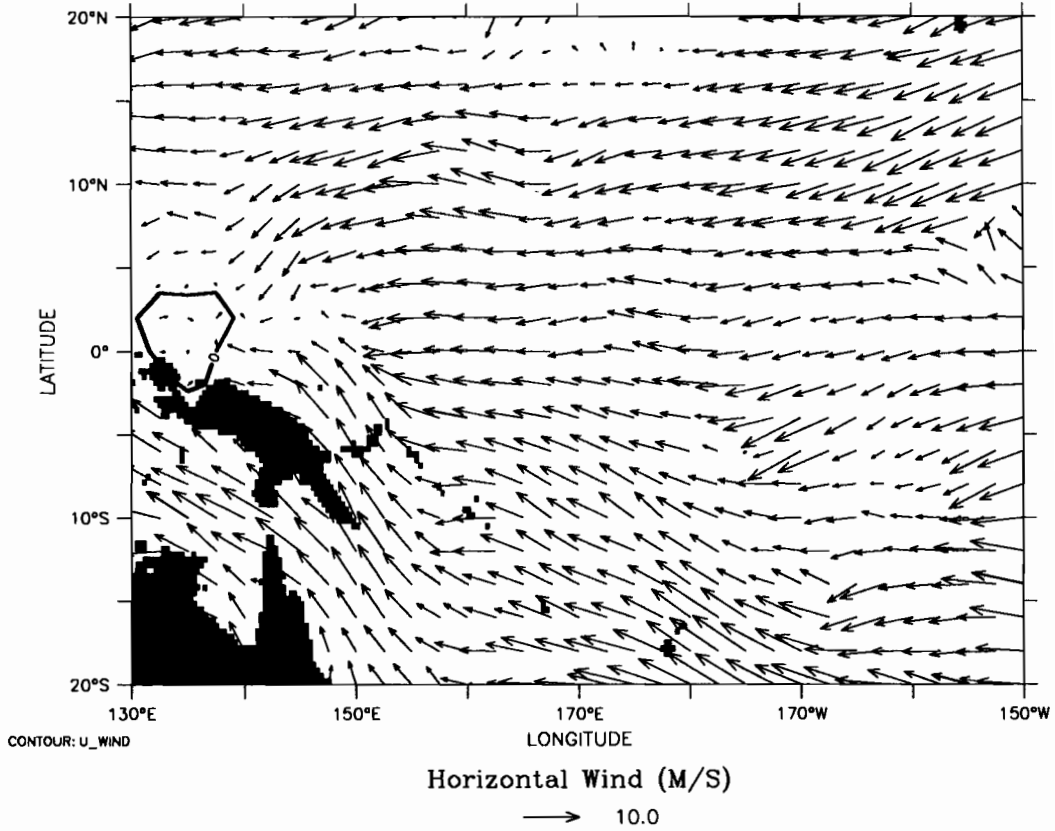 20°N
10°N
0°
10°S
20°S
LATITUDE
0
130°E 150°E 170°E 170°W 150°W
LONGITUDE
CONTOUR: U_WIND
Horizontal Wind (M/S)
10.0